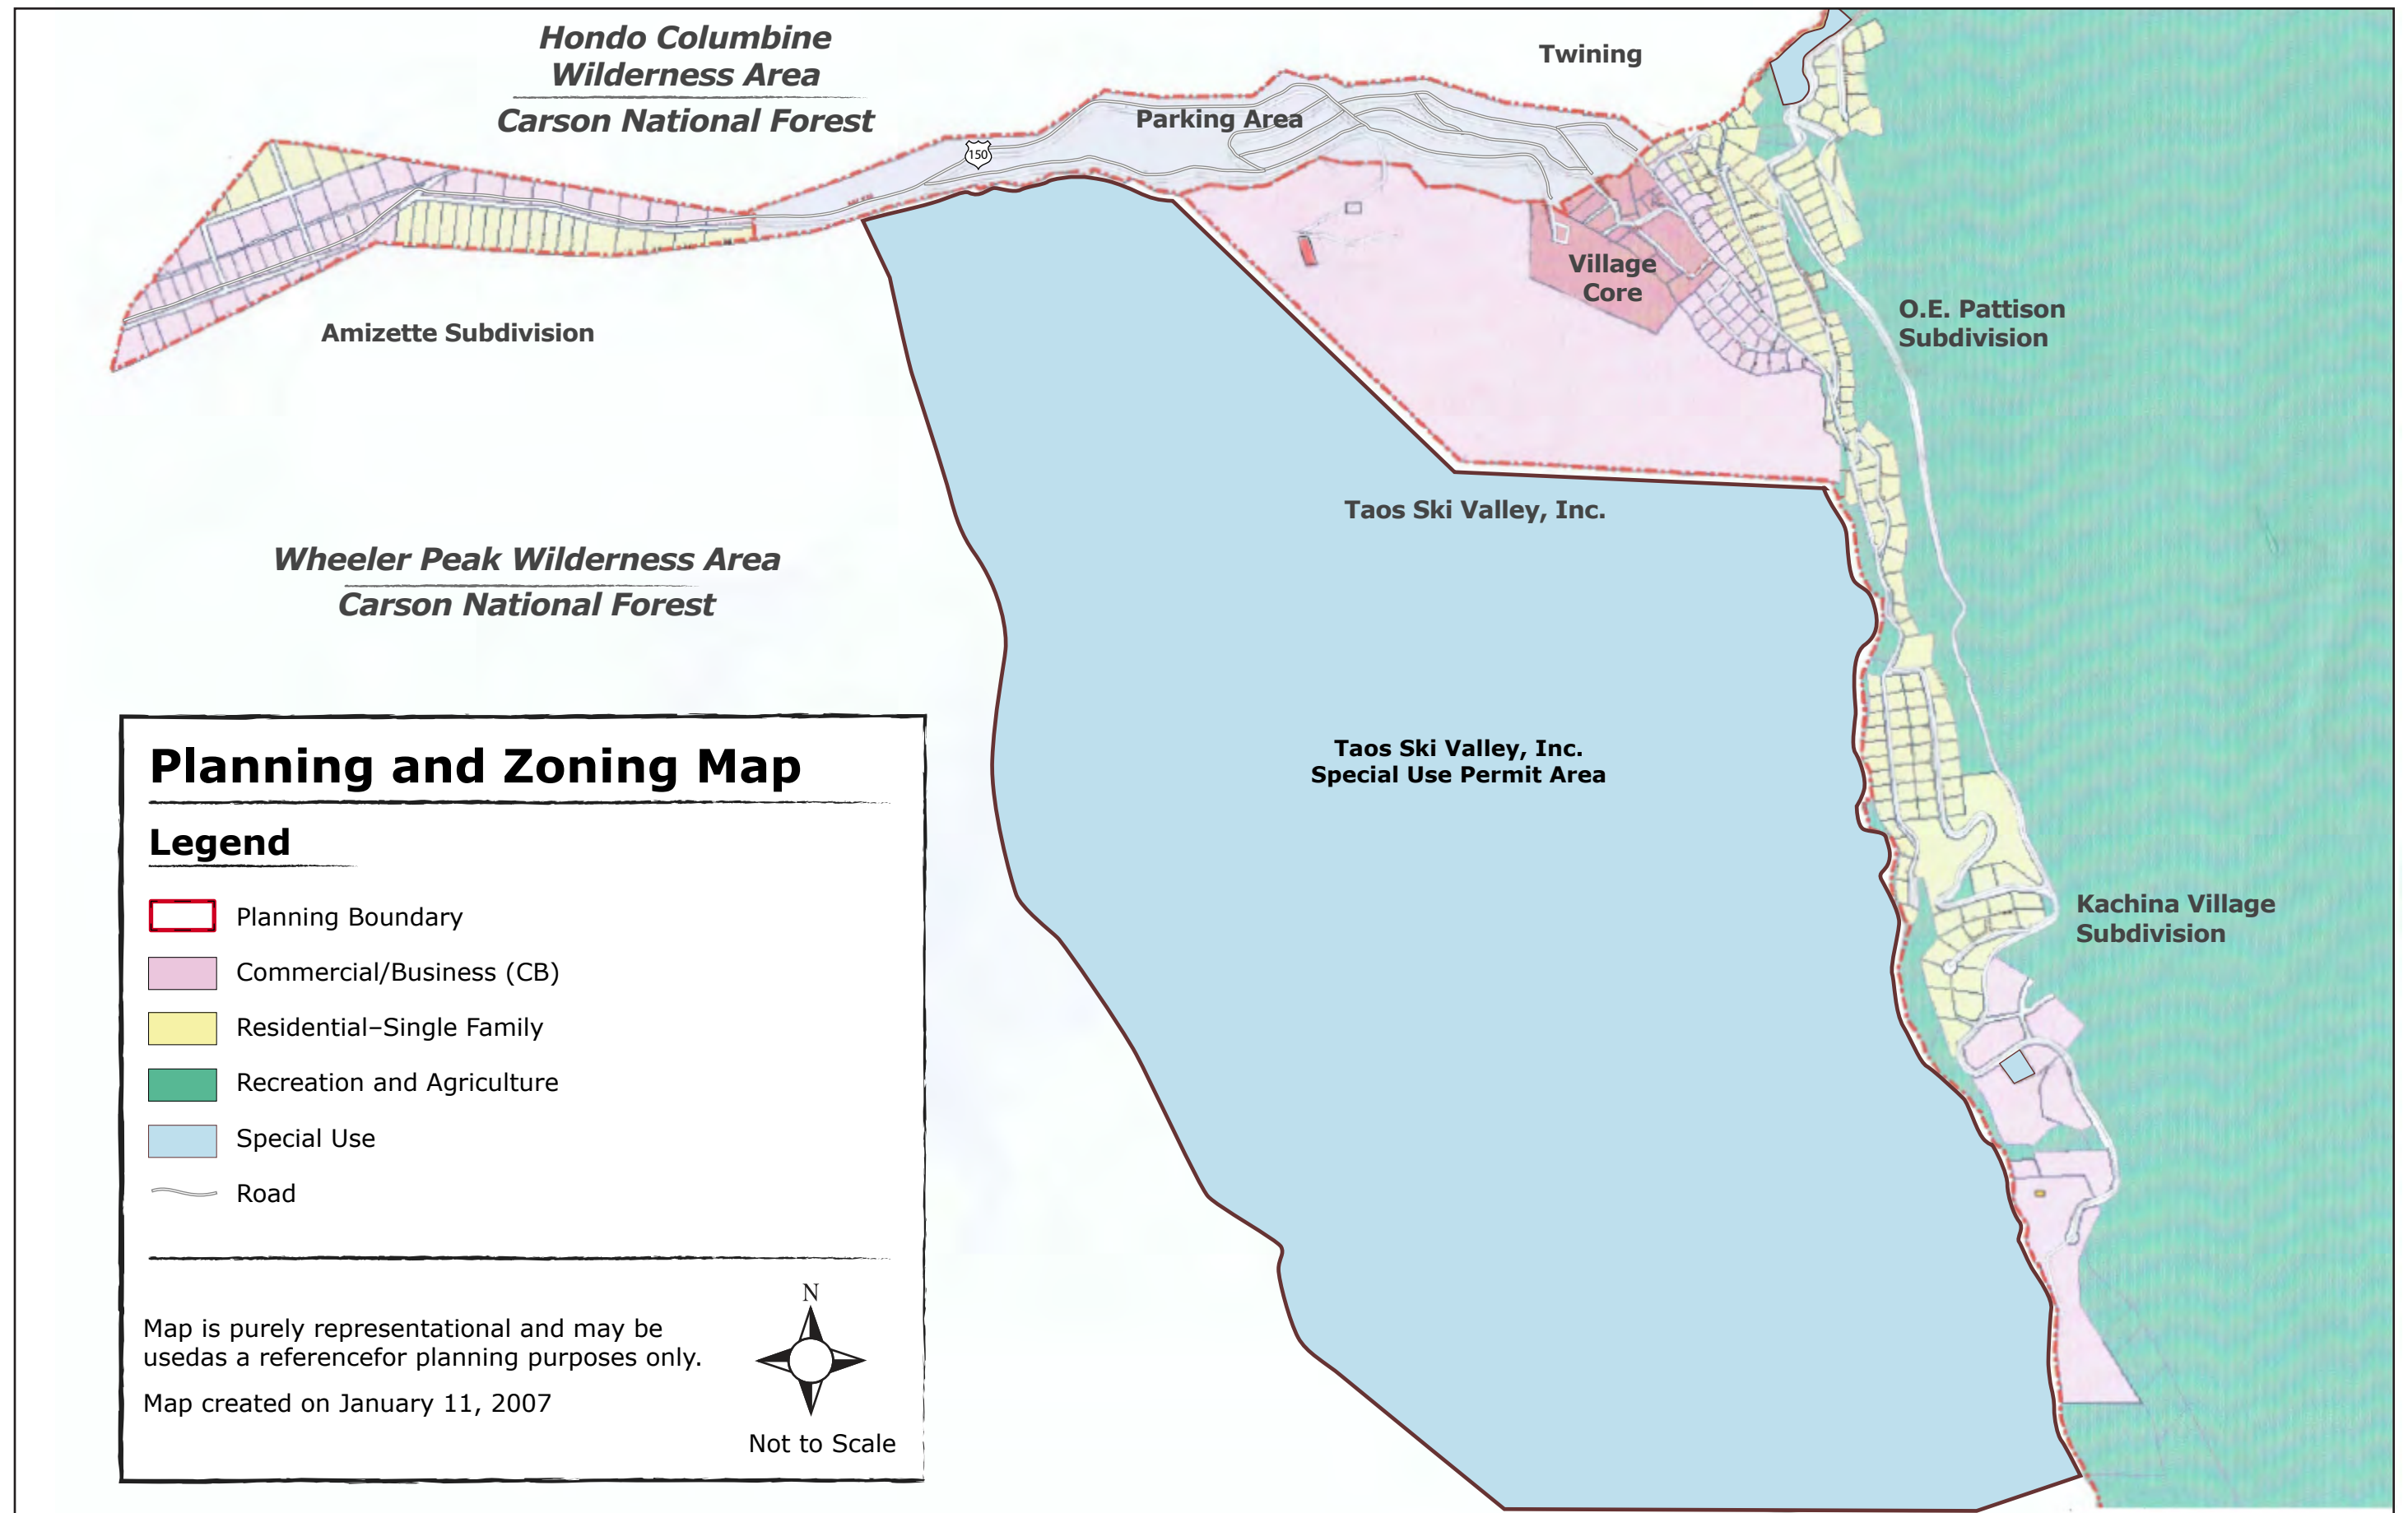 Hondo Columbine
Wilderness Area
Carson National Forest
Twining
Parking Area
150
Village
Core
O.E. Pattison
Subdivision
Amizette Subdivision
Taos Ski Valley, Inc.
Wheeler Peak Wilderness Area
Carson National Forest
Taos Ski Valley, Inc.
Special Use Permit Area
Kachina Village
Subdivision
Planning and Zoning Map
Legend
Planning Boundary
Commercial/Business (CB)
Residential–Single Family
Recreation and Agriculture
Special Use
Road
Map is purely representational and may be
usedas a referencefor planning purposes only.
Map created on January 11, 2007
N
Not to Scale